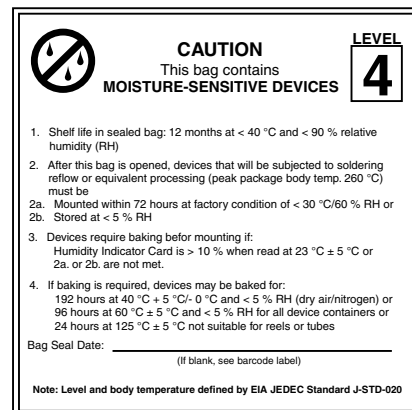 LEVEL
CAUTION
4
This bag contains
MOISTURE-SENSITIVE DEVICES
1. Shelf life in sealed bag: 12 months at < 40 °C and < 90 % relative
humidity (RH)
2. After this bag is opened, devices that will be subjected to soldering
reflow or equivalent processing (peak package body temp. 260 °C)
must be
2a. Mounted within 72 hours at factory condition of < 30 °C/60 % RH or
2b. Stored at < 5 % RH
3. Devices require baking befor mounting if:
Humidity Indicator Card is > 10 % when read at 23 °C ± 5 °C or
2a. or 2b. are not met.
4. If baking is required, devices may be baked for:
192 hours at 40 °C + 5 °C/- 0 °C and < 5 % RH (dry air/nitrogen) or
96 hours at 60 °C ± 5 °C and < 5 % RH for all device containers or
24 hours at 125 °C ± 5 °C not suitable for reels or tubes
Bag Seal Date:
(If blank, see barcode label)
Note: Level and body temperature defined by EIA JEDEC Standard J-STD-020